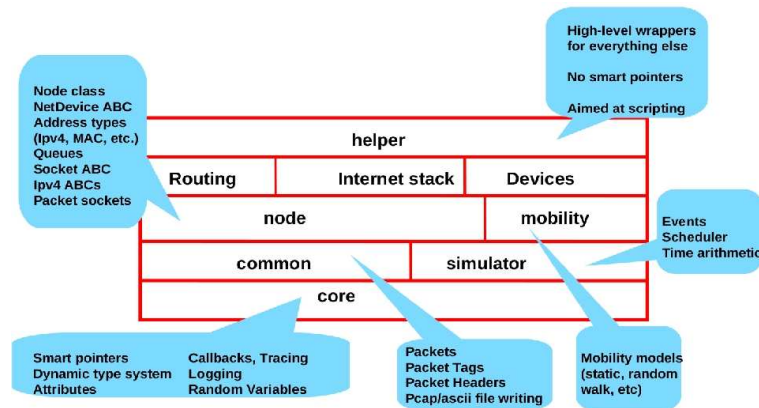 High-level wrappers
for everything else
No smart pointers
Aimed at scripting
Node class
NetDevice ABC
Address types
(Ipv4, MAC, etc.)
Queues
Socket ABC
Ipv4 ABCs
Packet sockets
helper
Routing
Internet stack
Devices
node
mobility
Events
Scheduler
Time arithmetic
common
simulator
core
Smart pointers
Dynamic type system
Attributes
Callbacks, Tracing
Logging
Random Variables
Packets
Packet Tags
Packet Headers
Pcap/ascii file writing
Mobility models
(static, random
walk, etc)